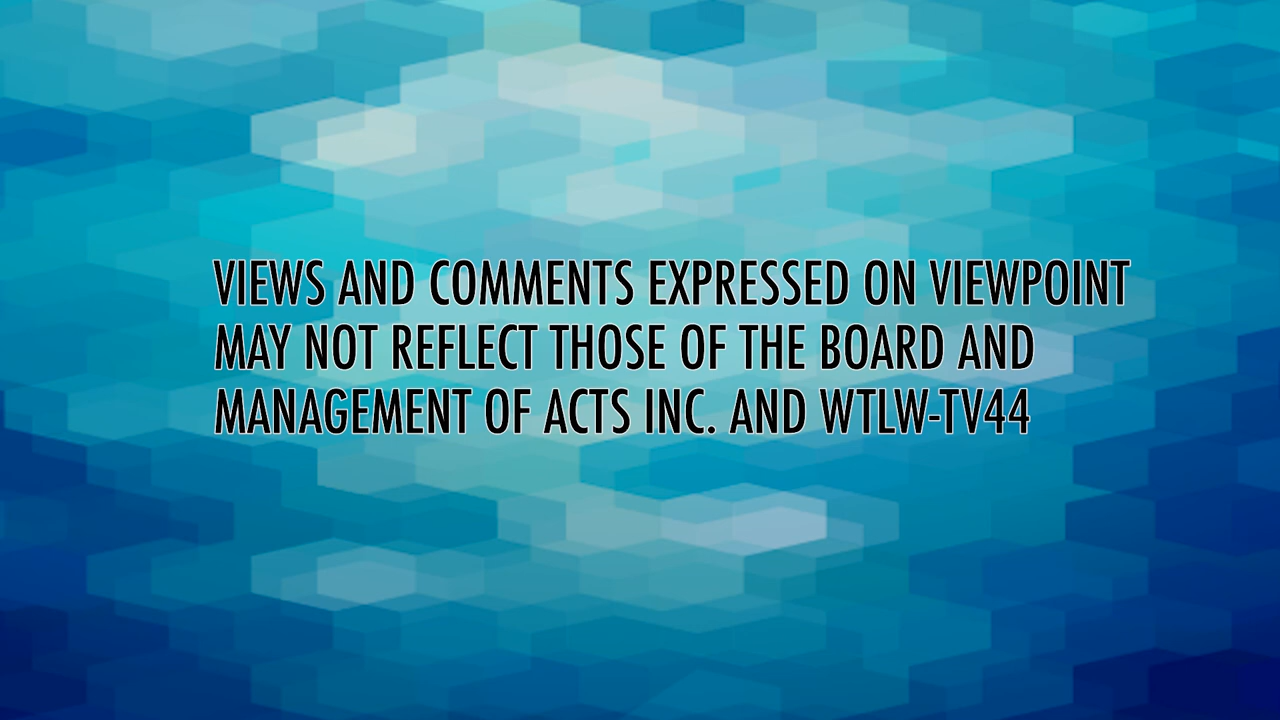 VIEWS AND COMMENTS EXPRESSED ON VIEWPOINT
MAY NOT REFLECT THOSE OF THE BOARD AND
MANAGEMENT OF ACTS INC. AND WTLW-TV44